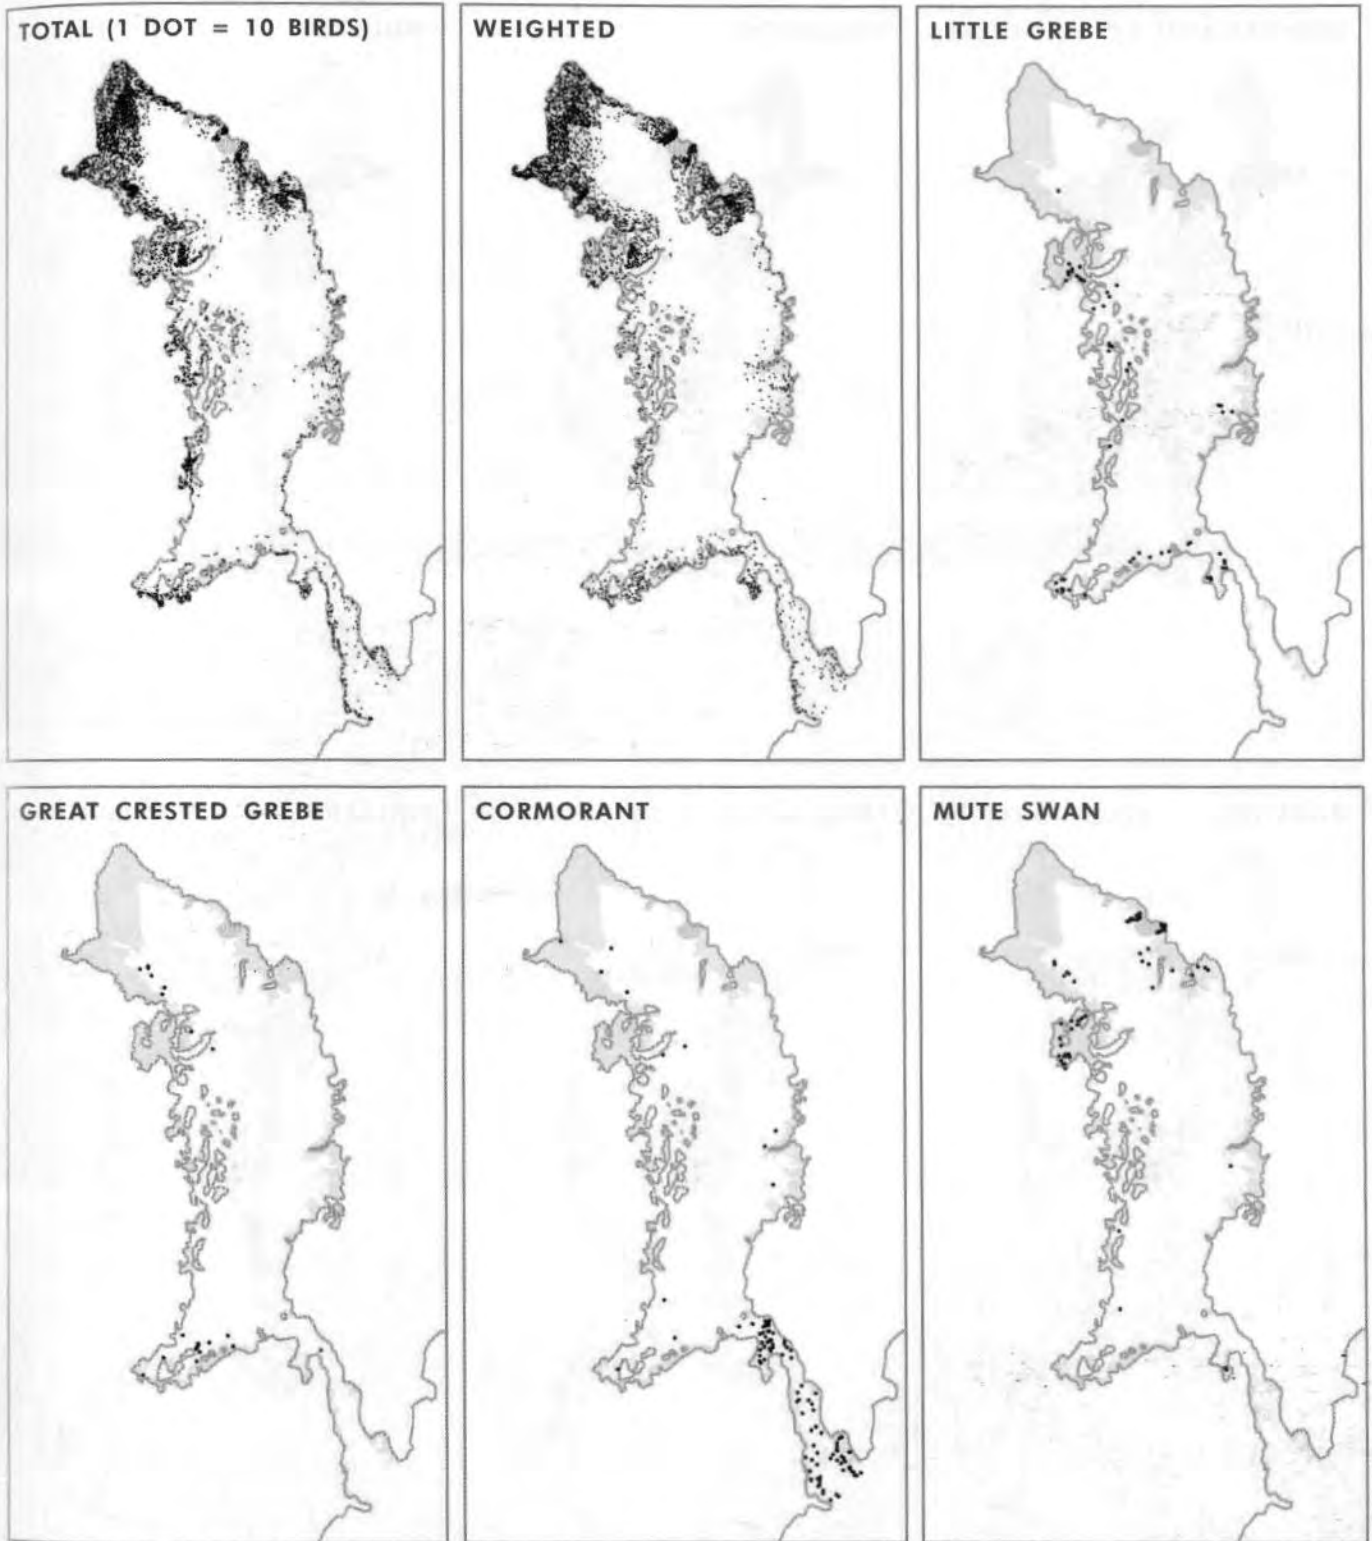 TOTAL (1 DOT = 10 BIRDS)
WEIGHTED
LITTLE GREBE
GREAT CRESTED GREBE
CORMORANT
MUTE SWAN